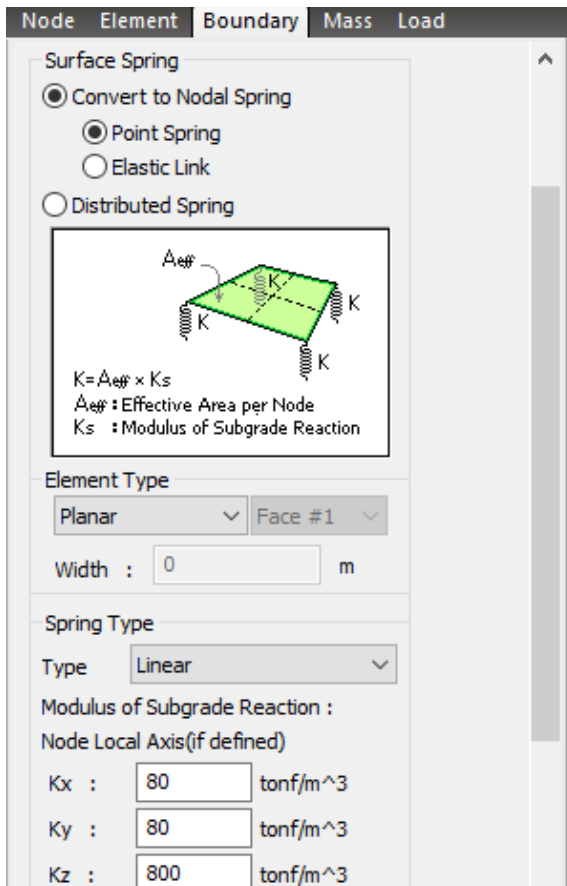 Node Element Boundary Mass Load
Surface Spring
Convert to Nodal Spring
Point Spring
Elastic Link
Distributed Spring
Aeff
K
K
K
K
K=Aeff × Ks
Aeff : Effective Area per Node
Ks : Modulus of Subgrade Reaction
Element Type
Planar Face #1
Width : 0 m
Spring Type
Type Linear
Modulus of Subgrade Reaction :
Node Local Axis(if defined)
Kx : 80 tonf/m^3
Ky : 80 tonf/m^3
Kz : 800 tonf/m^3